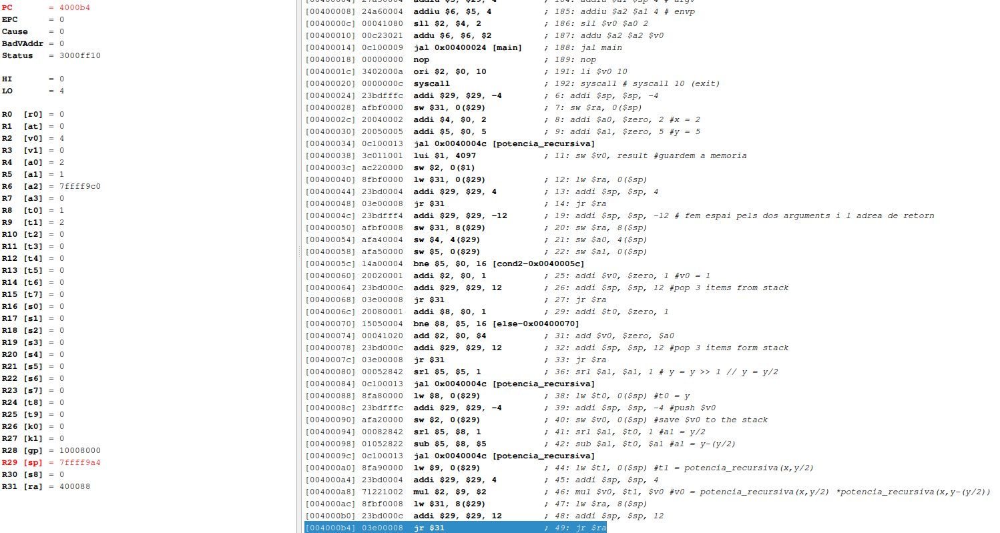 PC = 4000b4
EPC = 0
Cause = 0
BadVAddr = 0
Status = 3000ff10
HI = 0
LO = 4
R0 [r0] = 0
R1 [at] = 0
R2 [v0] = 4
R3 [v1] = 0
R4 [a0] = 2
R5 [a1] = 1
R6 [a2] = 7ffff9c0
R7 [a3] = 0
R8 [t0] = 1
R9 [t1] = 2
R10 [t2] = 0
R11 [t3] = 0
R12 [t4] = 0
R13 [t5] = 0
R14 [t6] = 0
R15 [t7] = 0
R16 [s0] = 0
R17 [s1] = 0
R18 [s2] = 0
R19 [s3] = 0
R20 [s4] = 0
R21 [s5] = 0
R22 [s6] = 0
R23 [s7] = 0
R24 [t8] = 0
R25 [t9] = 0
R26 [k0] = 0
R27 [k1] = 0
R28 [gp] = 10008000
R29 [sp] = 7ffff9a4
R30 [s8] = 0
R31 [ra] = 400088
[00400008] 24a60004 addiu $6, $5, 4 ; 185: addiu $a2 $a1 4 # envp
[0040000c] 00041080 sll $2, $4, 2 ; 186: sll $v0 $a0 2
[00400010] 00c23021 addu $6, $6, $2 ; 187: addu $a2 $a2 $v0
[00400014] 0c100009 jal 0x00400024 [main] ; 188: jal main
[00400018] 00000000 nop ; 189: nop
[0040001c] 3402000a ori $2, $0, 10 ; 191: li $v0 10
[00400020] 0000000c syscall ; 192: syscall # syscall 10 (exit)
[00400024] 23bdfffc addi $29, $29, -4 ; 6: addi $sp, $sp, -4
[00400028] afbf0000 sw $31, 0($29) ; 7: sw $ra, 0($sp)
[0040002c] 20040002 addi $4, $0, 2 ; 8: addi $a0, $zero, 2 #x = 2
[00400030] 20050005 addi $5, $0, 5 ; 9: addi $a1, $zero, 5 #y = 5
[00400034] 0c100013 jal 0x0040004c [potencia_recursiva]
[00400038] 3c011001 lui $1, 4097 ; 11: sw $v0, result #guardem a memoria
[0040003c] ac220000 sw $2, 0($1)
[00400040] 8fbf0000 lw $31, 0($29) ; 12: lw $ra, 0($sp)
[00400044] 23bd0004 addi $29, $29, 4 ; 13: addi $sp, $sp, 4
[00400048] 03e00008 jr $31 ; 14: jr $ra
[0040004c] 23bdfff4 addi $29, $29, -12 ; 19: addi $sp, $sp, -12 # fem espai pels dos arguments i l adrea de retorn
[00400050] afbf0008 sw $31, 8($29) ; 20: sw $ra, 8($sp)
[00400054] afa40004 sw $4, 4($29) ; 21: sw $a0, 4($sp)
[00400058] afa50000 sw $5, 0($29) ; 22: sw $a1, 0($sp)
[0040005c] 14a00004 bne $5, $0, 16 [cond2-0x0040005c]
[00400060] 20020001 addi $2, $0, 1 ; 25: addi $v0, $zero, 1 #v0 = 1
[00400064] 23bd000c addi $29, $29, 12 ; 26: addi $sp, $sp, 12 #pop 3 items from stack
[00400068] 03e00008 jr $31 ; 27: jr $ra
[0040006c] 20080001 addi $8, $0, 1 ; 29: addi $t0, $zero, 1
[00400070] 15050004 bne $8, $5, 16 [else-0x00400070]
[00400074] 00041020 add $2, $0, $4 ; 31: add $v0, $zero, $a0
[00400078] 23bd000c addi $29, $29, 12 ; 32: addi $sp, $sp, 12 #pop 3 items form stack
[0040007c] 03e00008 jr $31 ; 33: jr $ra
[00400080] 00052842 srl $5, $5, 1 ; 36: srl $a1, $a1, 1 # y = y >> 1 // y = y/2
[00400084] 0c100013 jal 0x0040004c [potencia_recursiva]
[00400088] 8fa80000 lw $8, 0($29) ; 38: lw $t0, 0($sp) #t0 = y
[0040008c] 23bdfffc addi $29, $29, -4 ; 39: addi $sp, $sp, -4 #push $v0
[00400090] afa20000 sw $2, 0($29) ; 40: sw $v0, 0($sp) #save $v0 to the stack
[00400094] 00082842 srl $5, $8, 1 ; 41: srl $a1, $t0, 1 #a1 = y/2
[00400098] 01052822 sub $5, $8, $5 ; 42: sub $a1, $t0, $a1 #a1 = y-(y/2)
[0040009c] 0c100013 jal 0x0040004c [potencia_recursiva]
[004000a0] 8fa90000 lw $9, 0($29) ; 44: lw $t1, 0($sp) #t1 = potencia_recursiva(x,y/2)
[004000a4] 23bd0004 addi $29, $29, 4 ; 45: addi $sp, $sp, 4
[004000a8] 71221002 mul $2, $9, $2 ; 46: mul $v0, $t1, $v0 #v0 = potencia_recursiva(x,y/2) *potencia_recursiva(x,y-(y/2))
[004000ac] 8fbf0008 lw $31, 8($29) ; 47: lw $ra, 8($sp)
[004000b0] 23bd000c addi $29, $29, 12 ; 48: addi $sp, $sp, 12
[004000b4] 03e00008 jr $31 ; 49: jr $ra